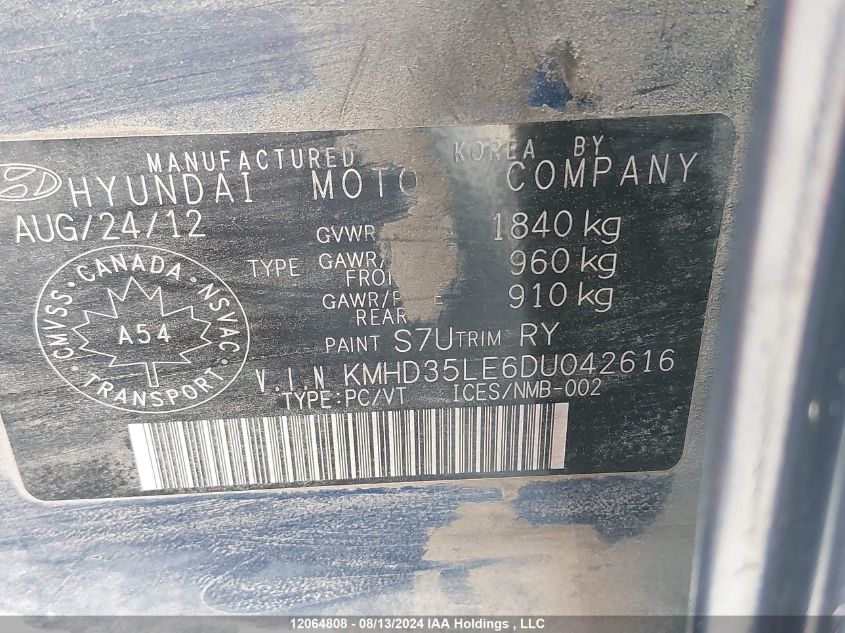 MANUFACTURED KOREA BY
HYUNDAI COMPANY
AUG/24/12
GVWR 1840 kg
TYPE GAWR/ 960 kg
GAWR/ 910 kg
REAR
PAINT S7U TRIM RY
V.I.N KMHD35LE6DU042616
TYPE:PC/VT ICES/NMB-002
CMVSS · CANADA · NSVAC
A54
TRANSPORT
12064808 - 08/13/2024 IAA Holdings , LLC